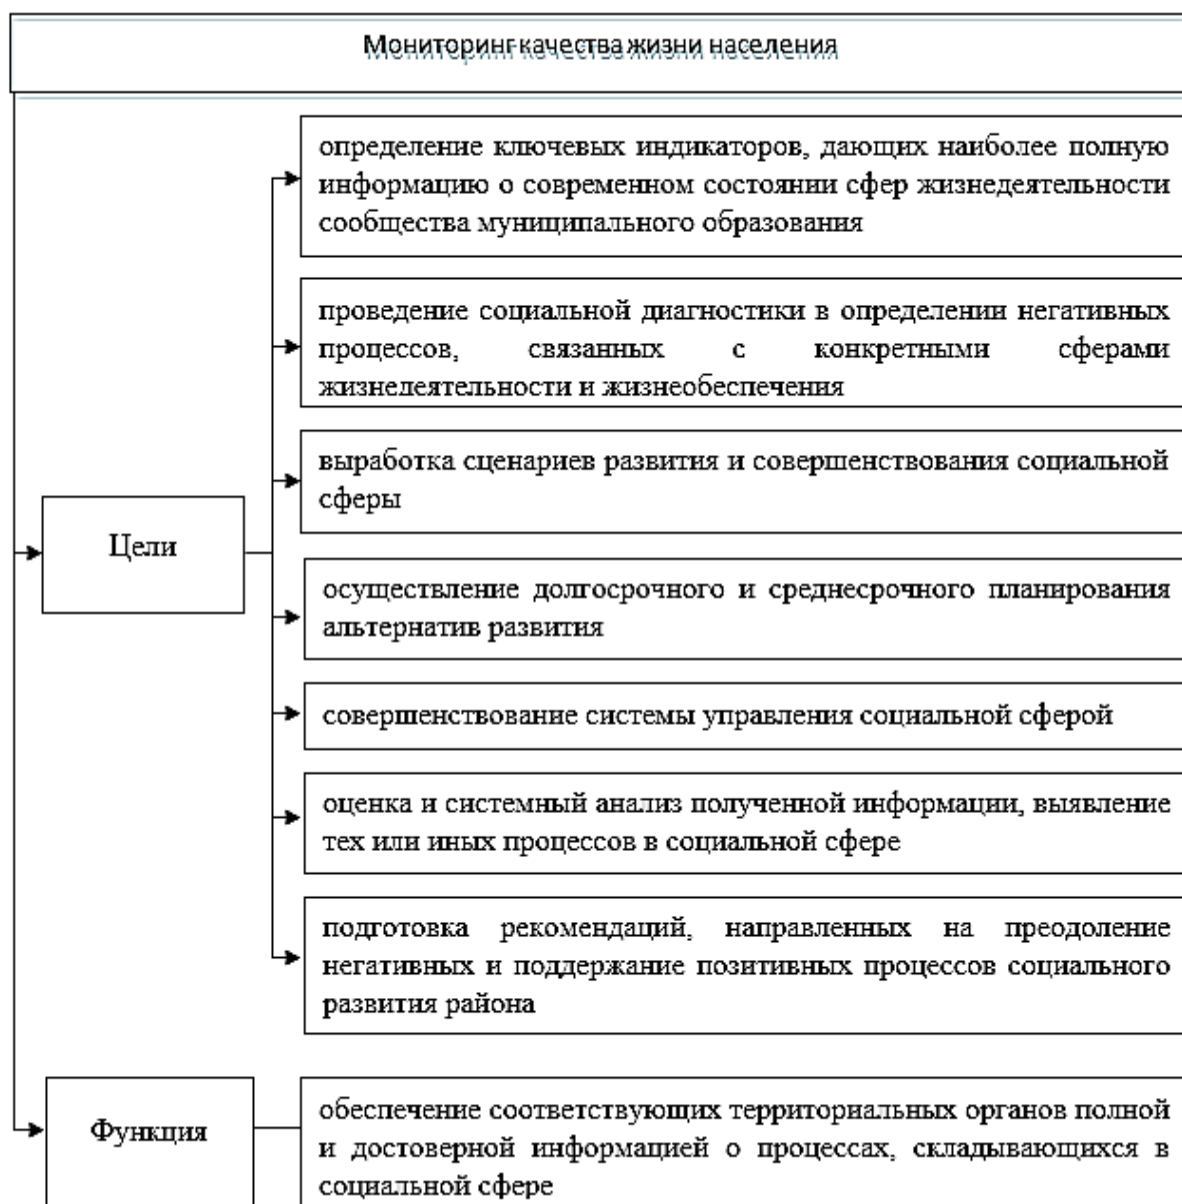 Мониторинг качества жизни населения
определение ключевых индикаторов, дающих наиболее полную
информацию о современном состоянии сфер жизнедеятельности
сообщества муниципального образования
проведение социальной диагностики в определении негативных
процессов, связанных с конкретными сферами
жизнедеятельности и жизнеобеспечения
выработка сценариев развития и совершенствования социальной
сферы
Цели
осуществление долгосрочного и среднесрочного планирования
альтернатив развития
совершенствование системы управления социальной сферой
оценка и системный анализ полученной информации, выявление
тех или иных процессов в социальной сфере
подготовка рекомендаций, направленных на преодоление
негативных и поддержание позитивных процессов социального
развития района
Функция
обеспечение соответствующих территориальных органов полной
и достоверной информацией о процессах, складывающихся в
социальной сфере